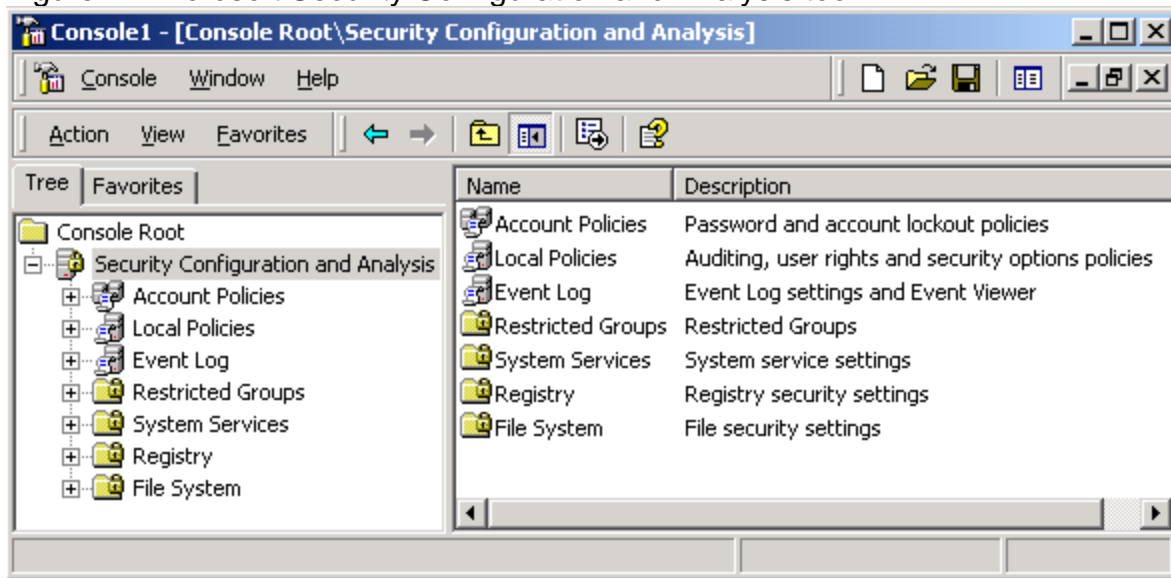 Console1 - [Console Root\Security Configuration and Analysis]
Console Window Help
Action View Favorites
Tree Favorites
Console Root
Security Configuration and Analysis
Account Policies
Local Policies
Event Log
Restricted Groups
System Services
Registry
File System
Name Description
Account Policies Password and account lockout policies
Local Policies Auditing, user rights and security options policies
Event Log Event Log settings and Event Viewer
Restricted Groups Restricted Groups
System Services System service settings
Registry Registry security settings
File System File security settings